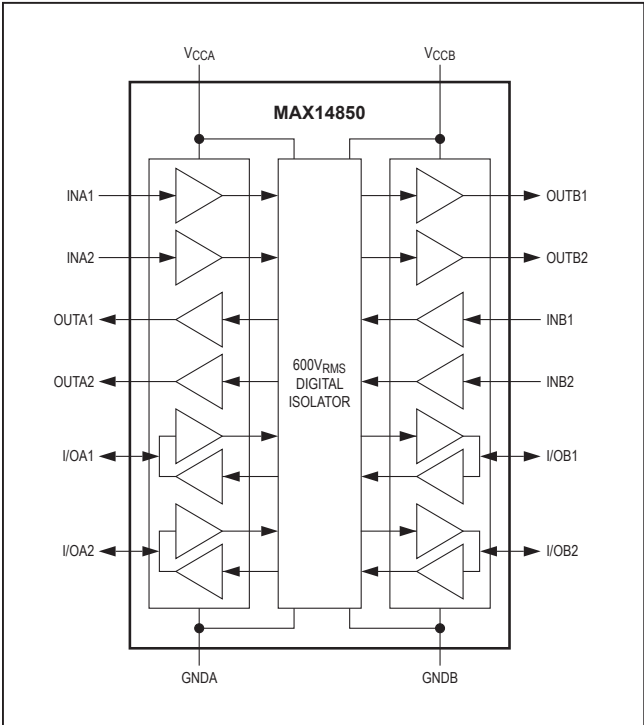 VCCA
VCCB
MAX14850
INA1
OUTB1
INA2
OUTB2
OUTA1
INB1
OUTA2
INB2
600VRMS
DIGITAL
ISOLATOR
I/OA1
I/OB1
I/OA2
I/OB2
GNDA
GNDB